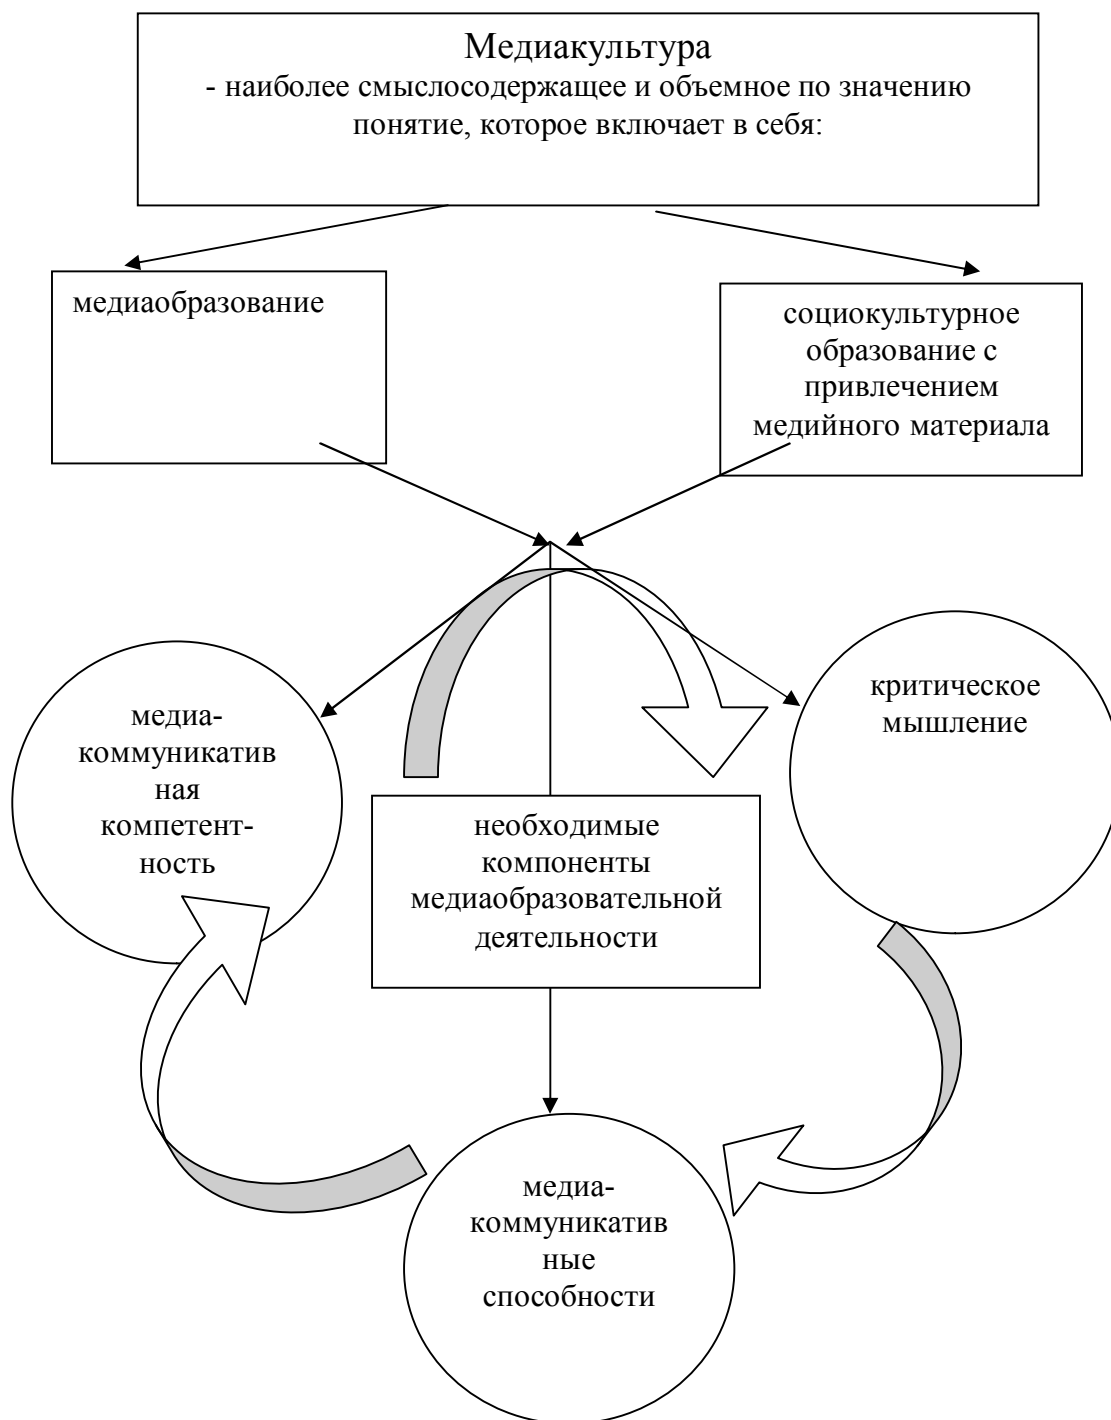 Медиакультура
- наиболее смыслосодержащее и объемное по значению
понятие, которое включает в себя:
медиаобразование
социокультурное
образование с
привлечением
медийного материала
медиа-
коммуникатив
ная
компетент-
ность
критическое
мышление
необходимые
компоненты
медиаобразовательной
деятельности
медиа-
коммуникатив
ные
способности